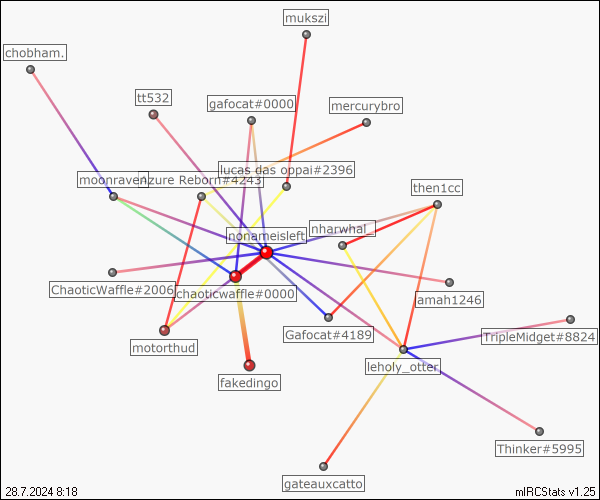 mukszi
chobham.
tt532
gafocat#0000
mercurybro
lucas das oppai#2396
moonraven
Azure Reborn#4243
then1cc
nonameisleft
nharwhal_
ChaoticWaffle#2006
chaoticwaffle#0000
amah1246
motorthud
Gafocat#4189
TripleMidget#8824
leholy_otter
fakedingo
Thinker#5995
gateauxcatto
28.7.2024 8:18
mIRCStats v1.25